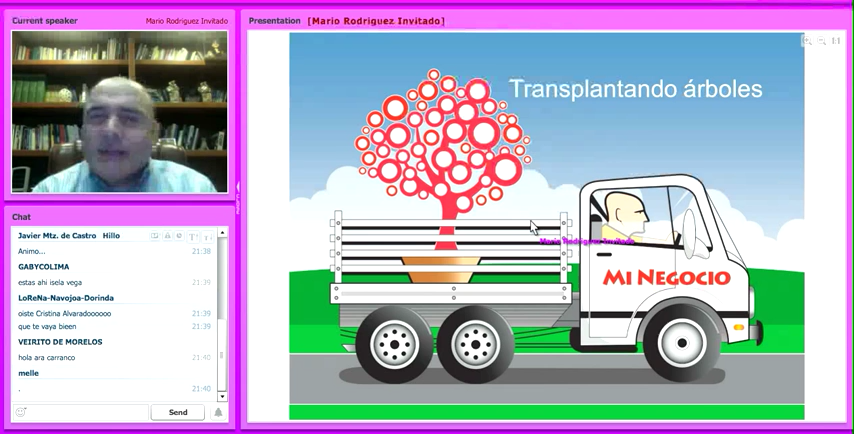 Current speaker
Mario Rodriguez Invitado
Presentation
[Mario Rodriguez Invitado]
Transplantando árboles
Mario Rodriguez Invitado
MI NEGOCIO
Chat
Javier Mtz. de Castro Hillo
Animo...
21:38
GABYCOLIMA
estas ahi isela vega
21:39
LoReNa-Navojoa-Dorinda
oiste Cristina Alvaradoooooo
21:39
que te vaya bieen
21:39
VEIRITO DE MORELOS
hola ara carranco
21:40
melle
.
21:40
Send